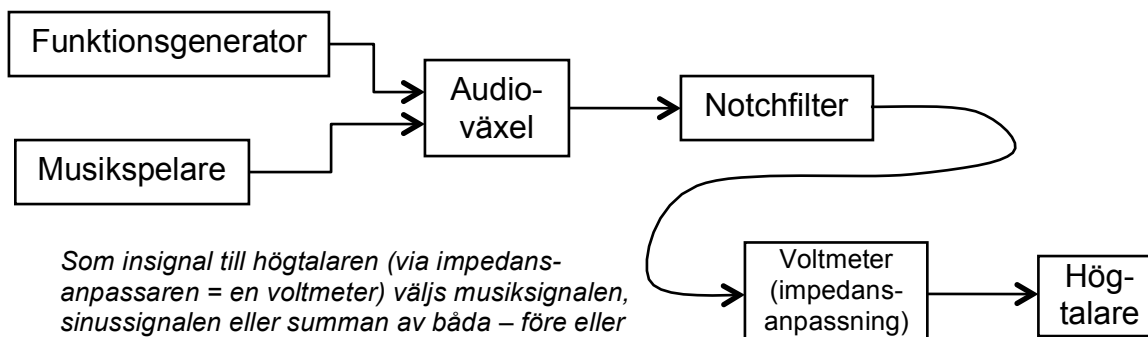 Funktionsgenerator
Musikspelare
Audio-
växel
Notchfilter
Som insignal till högtalaren (via impedans-
anpassaren = en voltmeter) väljs musiksignalen,
sinussignalen eller summan av båda – före eller
Voltmeter
(impedans-
anpassning)
Hög-
talare